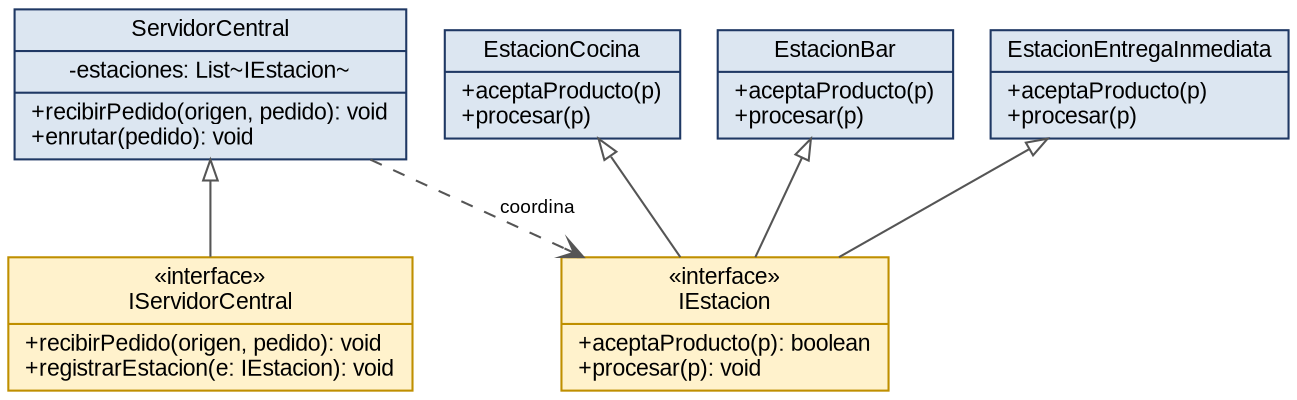 ServidorCentral
-estaciones: List~IEstacion~
+recibirPedido(origen, pedido): void
+enrutar(pedido): void
EstacionCocina
+aceptaProducto(p)
+procesar(p)
EstacionBar
+aceptaProducto(p)
+procesar(p)
EstacionEntregaInmediata
+aceptaProducto(p)
+procesar(p)
coordina
«interface»
IServidorCentral
+recibirPedido(origen, pedido): void
+registrarEstacion(e: IEstacion): void
«interface»
IEstacion
+aceptaProducto(p): boolean
+procesar(p): void